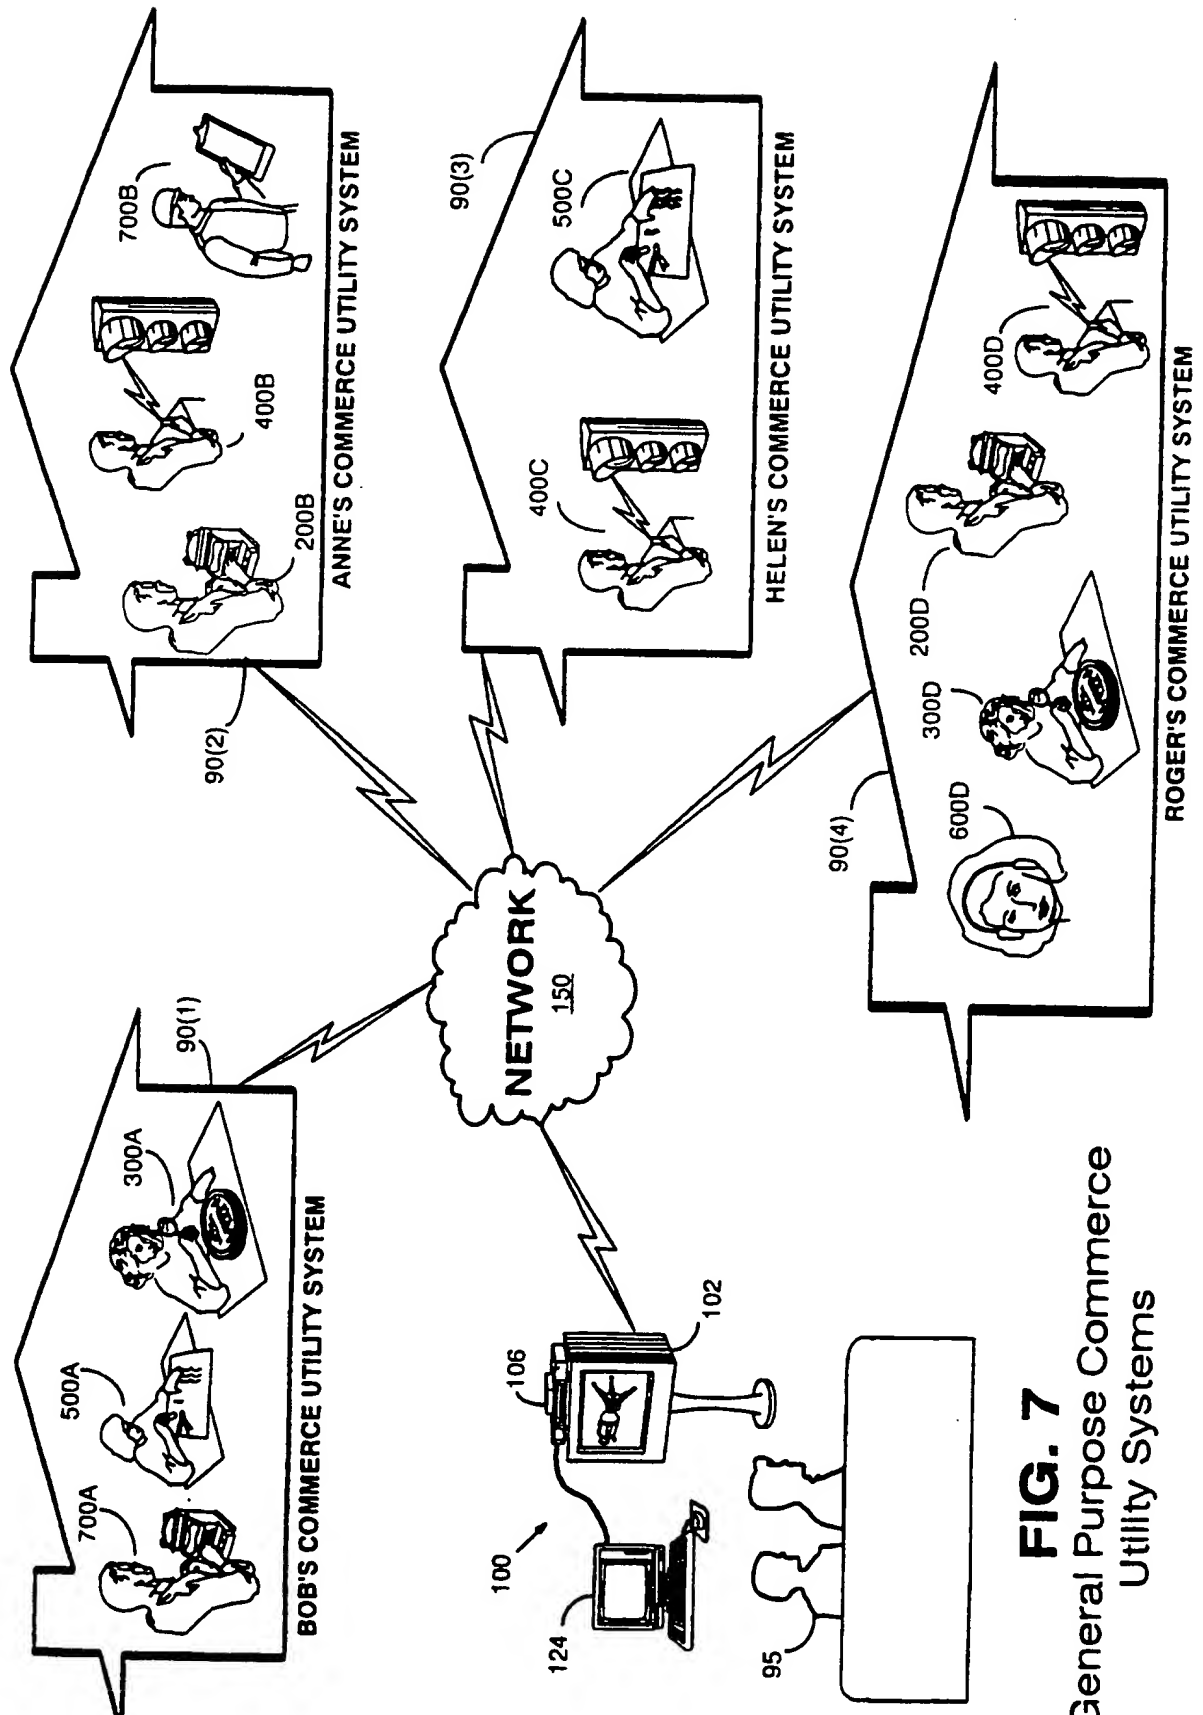 BOB'S COMMERCE UTILITY SYSTEM
700A
500A
300A
90(1)
ANNE'S COMMERCE UTILITY SYSTEM
90(2)
200B
400B
700B
HELEN'S COMMERCE UTILITY SYSTEM
90(3)
400C
500C
ROGER'S COMMERCE UTILITY SYSTEM
90(4)
600D
300D
200D
400D
NETWORK
150
100
124
106
102
95
FIG. 7
General Purpose Commerce
Utility Systems